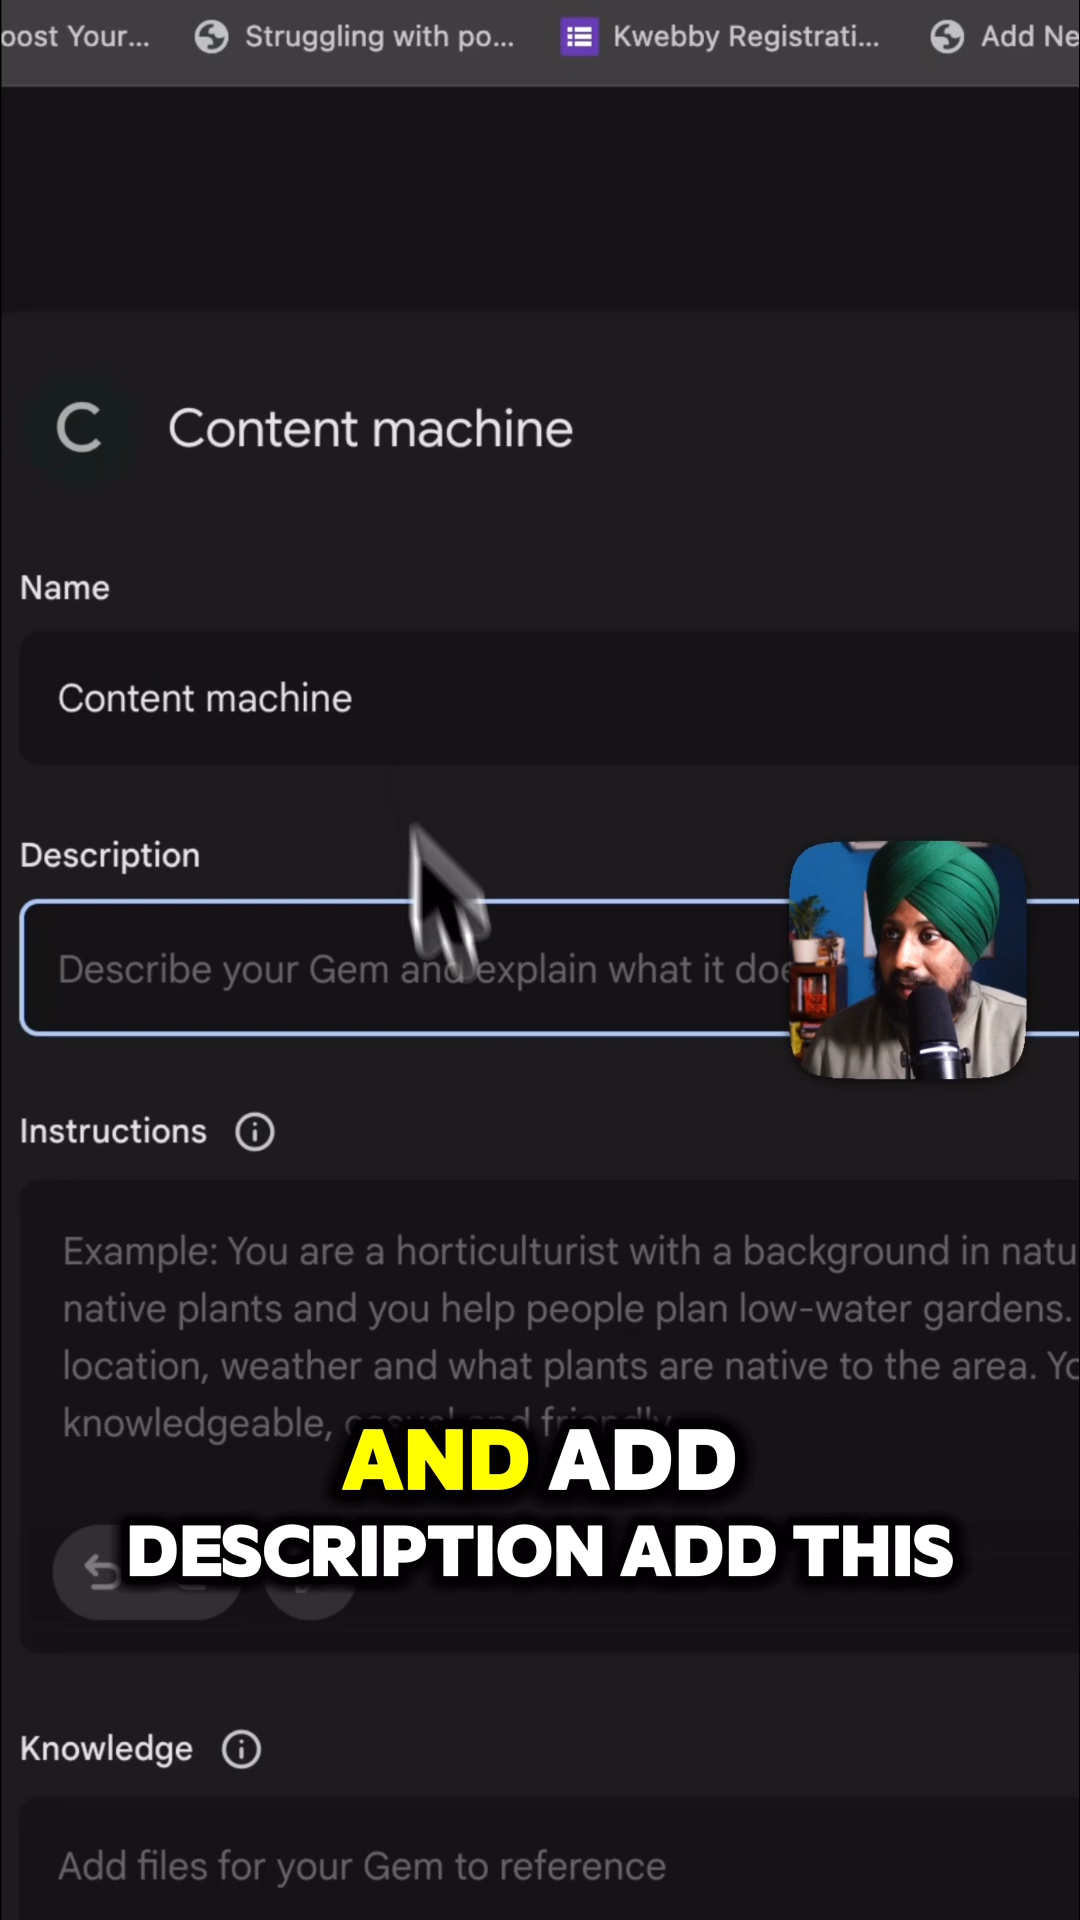 oost Your... Struggling with po... Kwebby Registrati... Add Ne
C Content machine
Name
Content machine
Description
Describe your Gem and explain what it doe
Instructions
Example: You are a horticulturist with a background in natu
native plants and you help people plan low-water gardens.
location, weather and what plants are native to the area. Yo
knowledgeable, casual and friendly.
AND ADD
DESCRIPTION ADD THIS
Knowledge
Add files for your Gem to reference